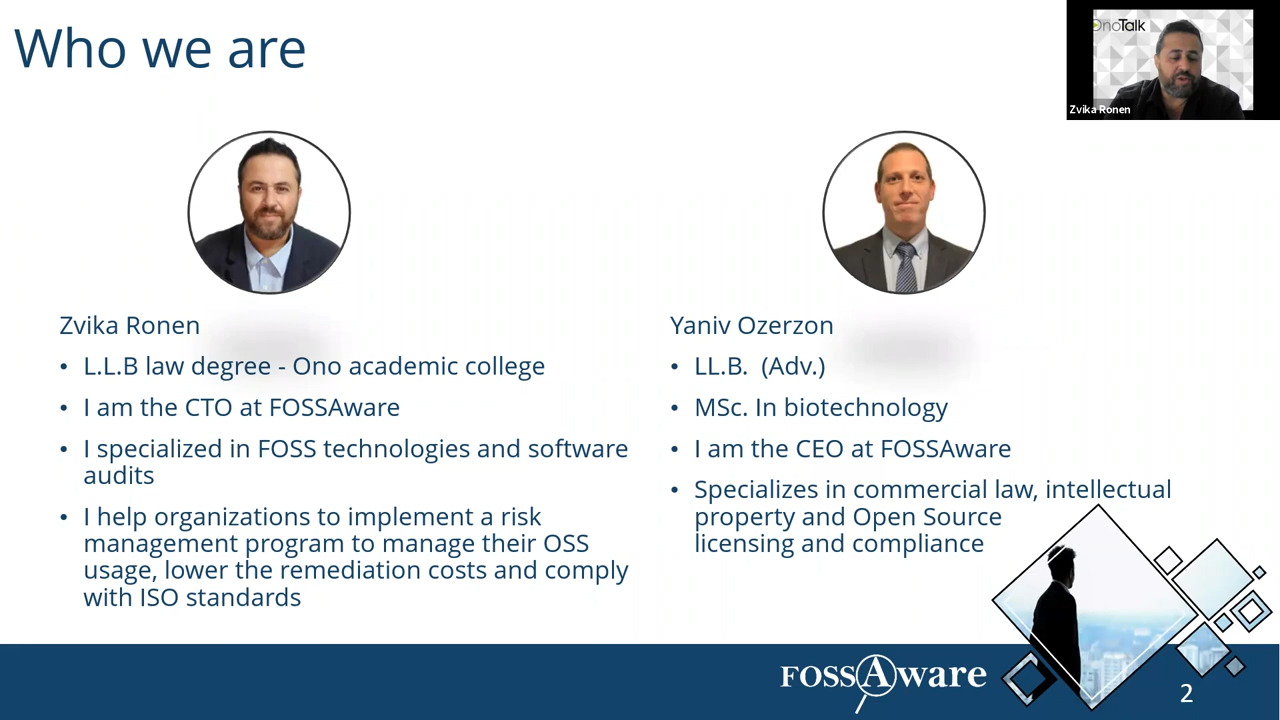 Who we are
OnoTalk
Zvika Ronen
Zvika Ronen
• L.L.B law degree - Ono academic college
• I am the CTO at FOSSAware
• I specialized in FOSS technologies and software
audits
• I help organizations to implement a risk
management program to manage their OSS
usage, lower the remediation costs and comply
with ISO standards
Yaniv Ozerzon
• LL.B. (Adv.)
• MSc. In biotechnology
• I am the CEO at FOSSAware
• Specializes in commercial law, intellectual
property and Open Source
licensing and compliance
FOSSAware
2